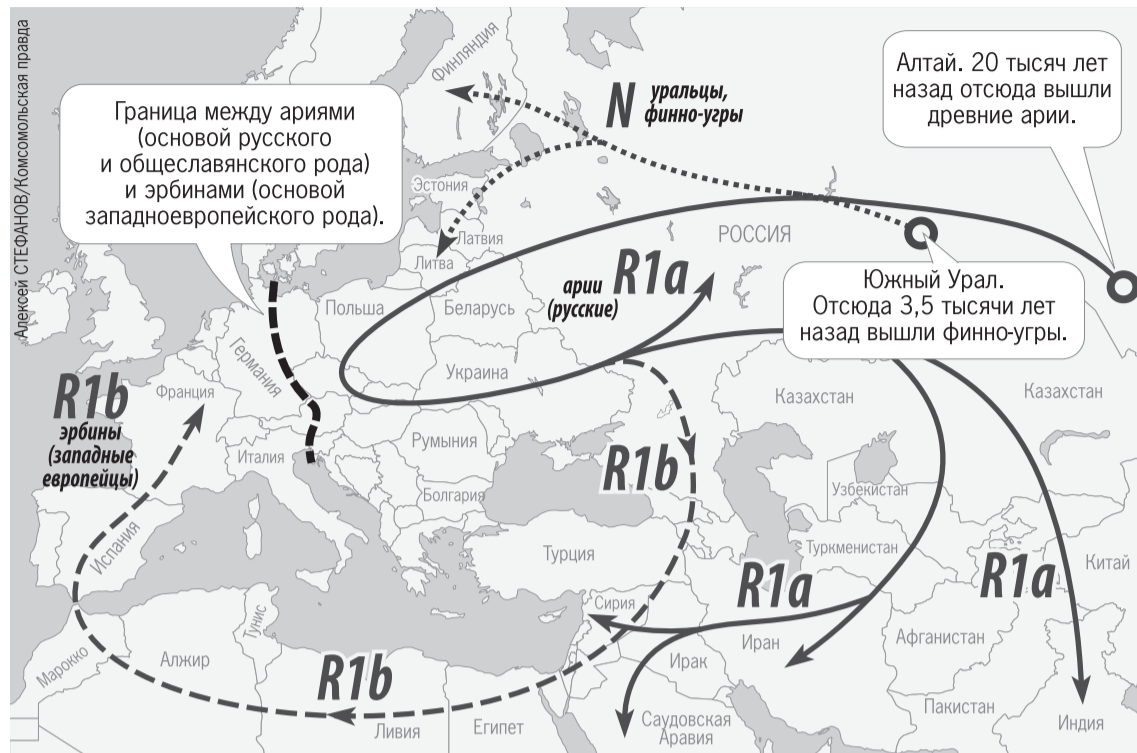 Алексей СТЕФАНОВ/Комсомольская правда
Граница между ариями
(основой русского
и общеславянского рода)
и эрбинами (основой
западноевропейского рода).
Финляндия
N уральцы,
финно-угры
Алтай. 20 тысяч лет
назад отсюда вышли
древние арии.
Эстония
Латвия
Литва
РОССИЯ
Южный Урал.
Отсюда 3,5 тысячи лет
назад вышли финно-угры.
арии
(русские)
R1a
Польша
Беларусь
Германия
Украина
Франция
R1b
эрбины
(западные
европейцы)
Казахстан
Казахстан
Италия
Румыния
R1b
Болгария
Узбекистан
Испания
Турция
Туркменистан
R1a
R1a
Китай
Сирия
Тунис
Марокко
Алжир
Иран
Ирак
Афганистан
R1b
Ливия
Египет
Саудовская
Аравия
Пакистан
Индия